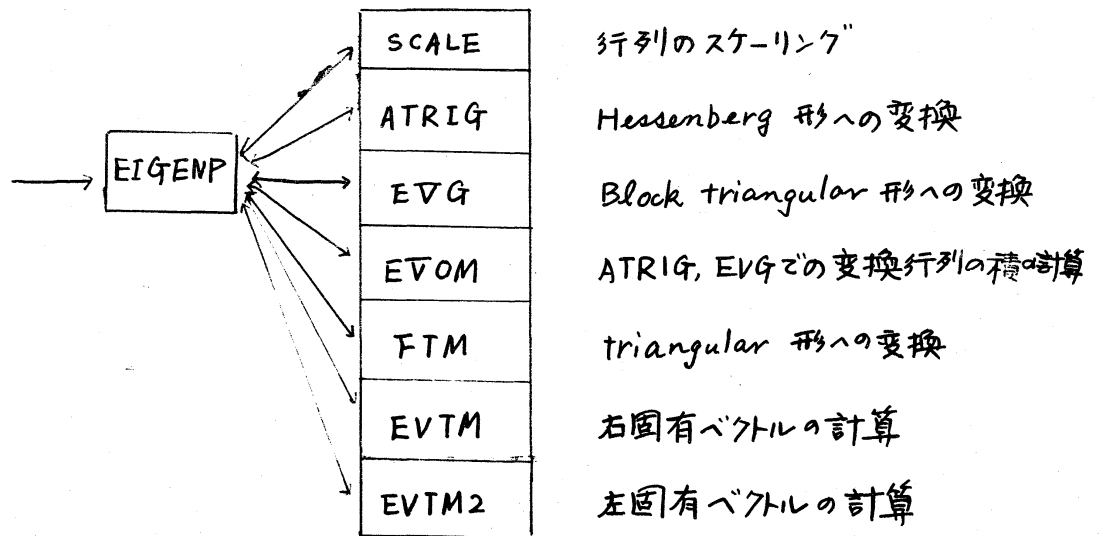 SCALE 行列のスケーリング
ATRIG Hessenberg 形への変換
EIGENP
EVG Block triangular 形への変換
EVOM ATRIG, EVGでの変換行列の積の計算
FTM triangular 形への変換
EVTM 右固有ベクトルの計算
EVTM2 左固有ベクトルの計算